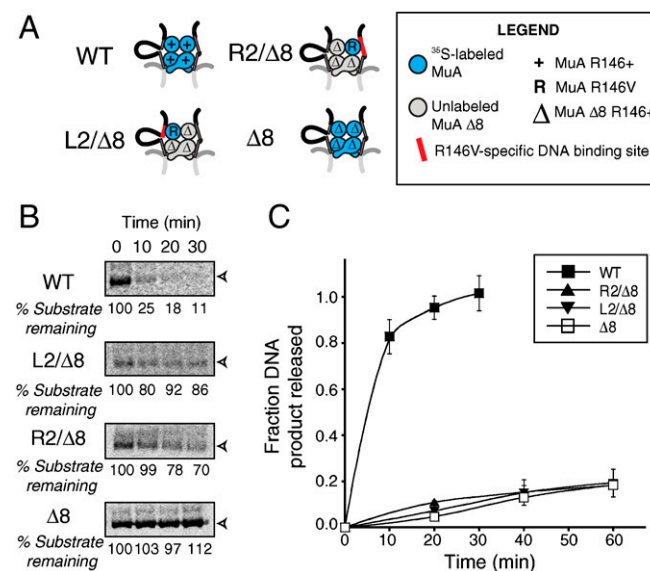 A
WT
+ +
+ +
R2/Δ8
Δ R
Δ Δ
L2/Δ8
R Δ
Δ Δ
Δ8
Δ Δ
Δ Δ
LEGEND
³⁵S-labeled
MuA
Unlabeled
MuA Δ8
+ MuA R146+
R MuA R146V
Δ MuA Δ8 R146+
R146V-specific DNA binding site
B
Time (min)
0 10 20 30
WT
% Substrate
remaining
100 25 18 11
L2/Δ8
% Substrate
remaining
100 80 92 86
R2/Δ8
% Substrate
remaining
100 99 78 70
Δ8
% Substrate
remaining
100 103 97 112
C
WT
R2/Δ8
L2/Δ8
Δ8
Fraction DNA
product released
1.0
0.8
0.6
0.4
0.2
0.0
0 10 20 30 40 50 60
Time (min)